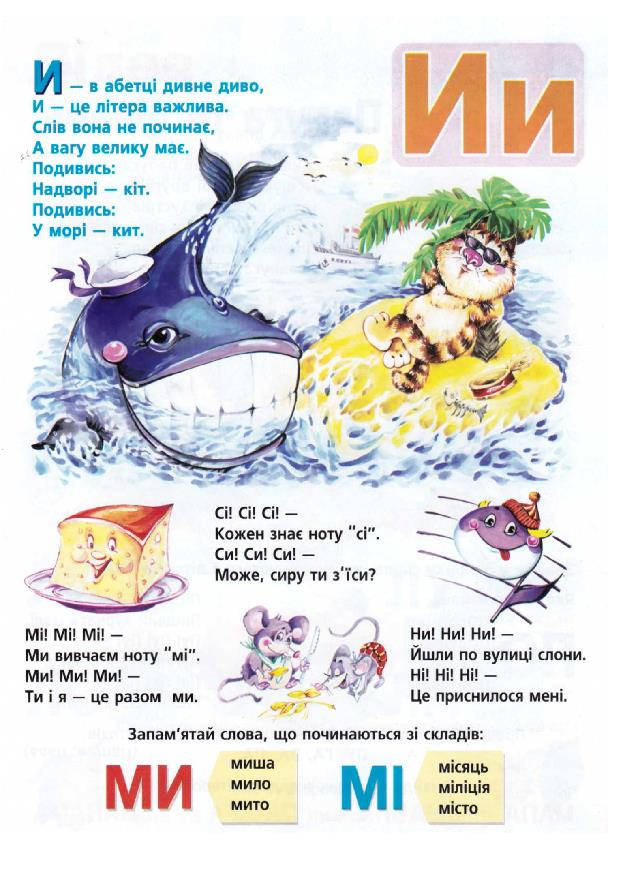 И — в абетці дивне диво,
И — це літера важлива.
Слів вона не починає,
А вагу велику має.
Подивись:
Надворі — кіт.
Подивись:
У морі — кит.
Ии
Сі! Сі! Сі! —
Кожен знає ноту "сі".
Си! Си! Си! —
Може, сиру ти з'їси?
Мі! Мі! Мі! —
Ми вивчаєм ноту "мі".
Ми! Ми! Ми! —
Ти і я — це разом ми.
Ни! Ни! Ни! —
Йшли по вулиці слони.
Ні! Ні! Ні! —
Це приснилося мені.
Запам'ятай слова, що починаються зі складів:
МИ
миша
мило
мито
МІ
місяць
міліція
місто